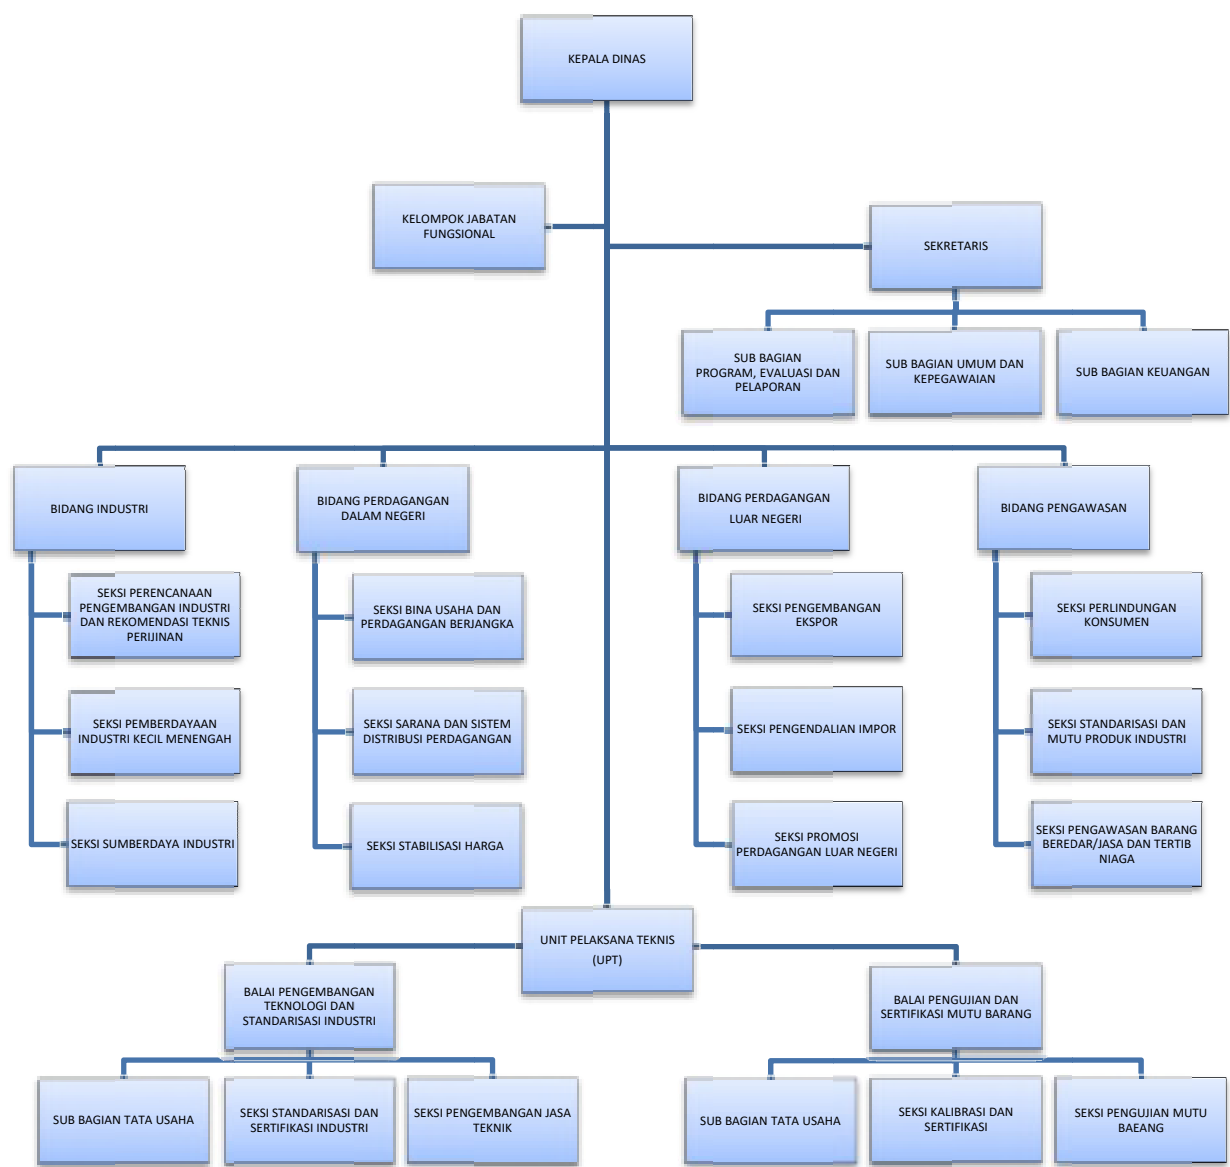 KEPALA DINAS
KELOMPOK JABATAN
FUNGSIONAL
SEKRETARIS
SUB BAGIAN
PROGRAM, EVALUASI DAN
PELAPORAN
SUB BAGIAN UMUM DAN
KEPEGAWAIAN
SUB BAGIAN KEUANGAN
BIDANG INDUSTRI
BIDANG PERDAGANGAN
DALAM NEGERI
BIDANG PERDAGANGAN
LUAR NEGERI
BIDANG PENGAWASAN
SEKSI PERENCANAAN
PENGEMBANGAN INDUSTRI
DAN REKOMENDASI TEKNIS
PERIJINAN
SEKSI BINA USAHA DAN
PERDAGANGAN BERJANGKA
SEKSI PENGEMBANGAN
EKSPOR
SEKSI PERLINDUNGAN
KONSUMEN
SEKSI PEMBERDAYAAN
INDUSTRI KECIL MENENGAH
SEKSI SARANA DAN SISTEM
DISTRIBUSI PERDAGANGAN
SEKSI PENGENDALIAN IMPOR
SEKSI STANDARISASI DAN
MUTU PRODUK INDUSTRI
SEKSI SUMBERDAYA INDUSTRI
SEKSI STABILISASI HARGA
SEKSI PROMOSI
PERDAGANGAN LUAR NEGERI
SEKSI PENGAWASAN BARANG
BEREDAR/JASA DAN TERTIB
NIAGA
UNIT PELAKSANA TEKNIS
(UPT)
BALAI PENGEMBANGAN
TEKNOLOGI DAN
STANDARISASI INDUSTRI
BALAI PENGUJIAN DAN
SERTIFIKASI MUTU BARANG
SUB BAGIAN TATA USAHA
SEKSI STANDARISASI DAN
SERTIFIKASI INDUSTRI
SEKSI PENGEMBANGAN JASA
TEKNIK
SUB BAGIAN TATA USAHA
SEKSI KALIBRASI DAN
SERTIFIKASI
SEKSI PENGUJIAN MUTU
BAEANG